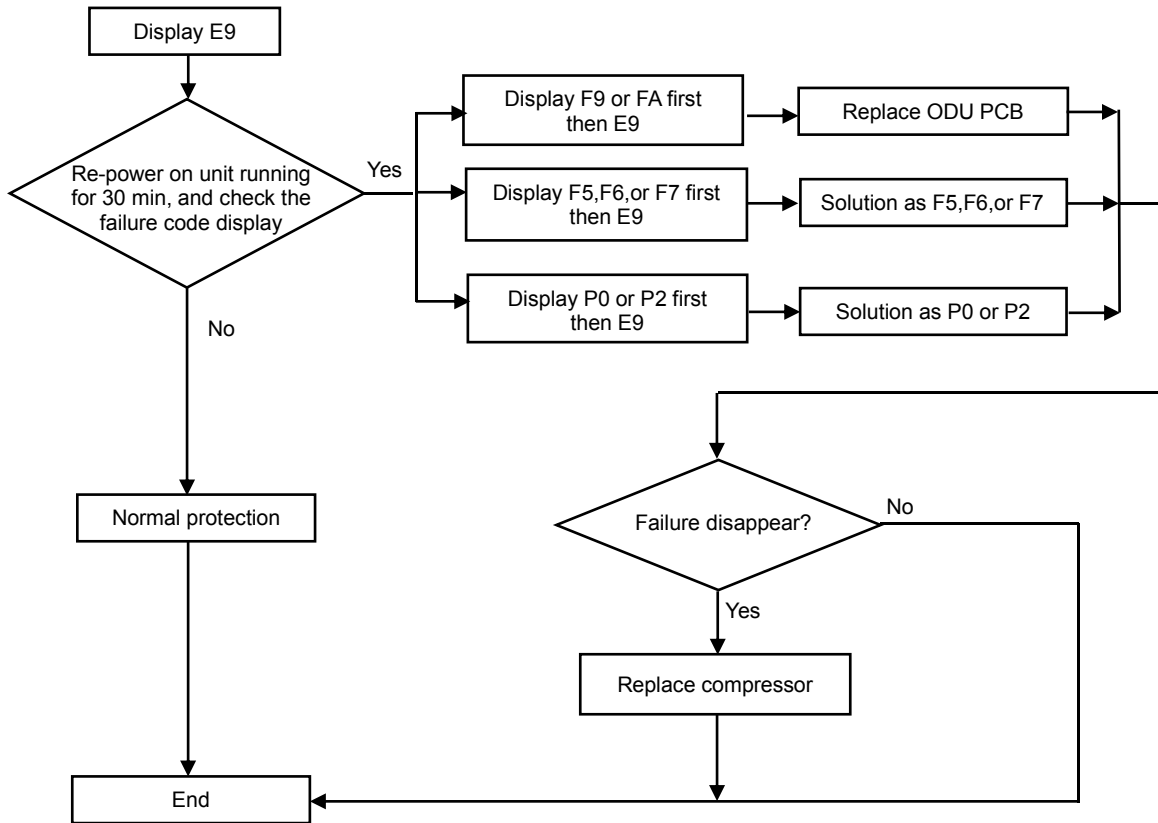 Display E9
Re-power on unit running
for 30 min, and check the
failure code display
Yes
No
Display F9 or FA first
then E9
Replace ODU PCB
Display F5,F6,or F7 first
then E9
Solution as F5,F6,or F7
Display P0 or P2 first
then E9
Solution as P0 or P2
Normal protection
Failure disappear?
No
Yes
Replace compressor
End